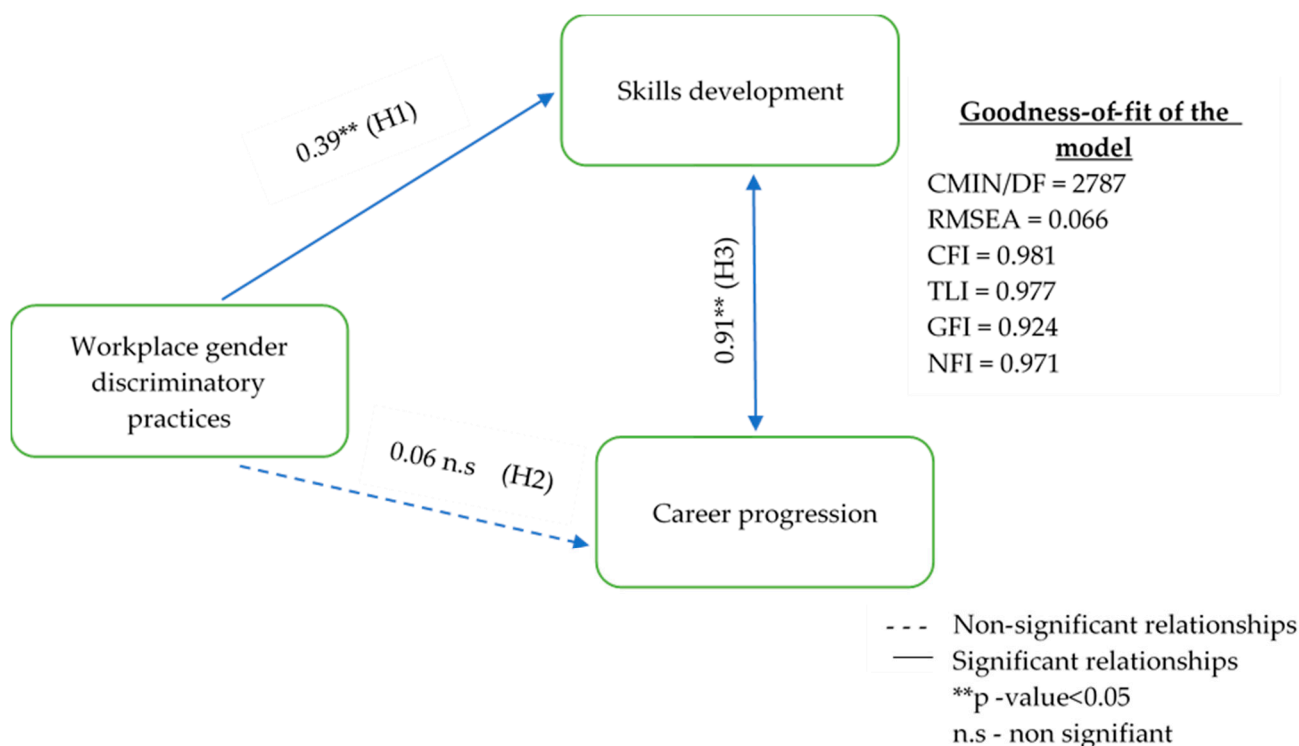 Skills development
0.39** (H1)
Goodness-of-fit of the
model
CMIN/DF = 2787
RMSEA = 0.066
CFI = 0.981
TLI = 0.977
GFI = 0.924
NFI = 0.971
0.91** (H3)
Workplace gender
discriminatory
practices
0.06 n.s (H2)
Career progression
--- Non-significant relationships
— Significant relationships
**p -value<0.05
n.s - non signifiant